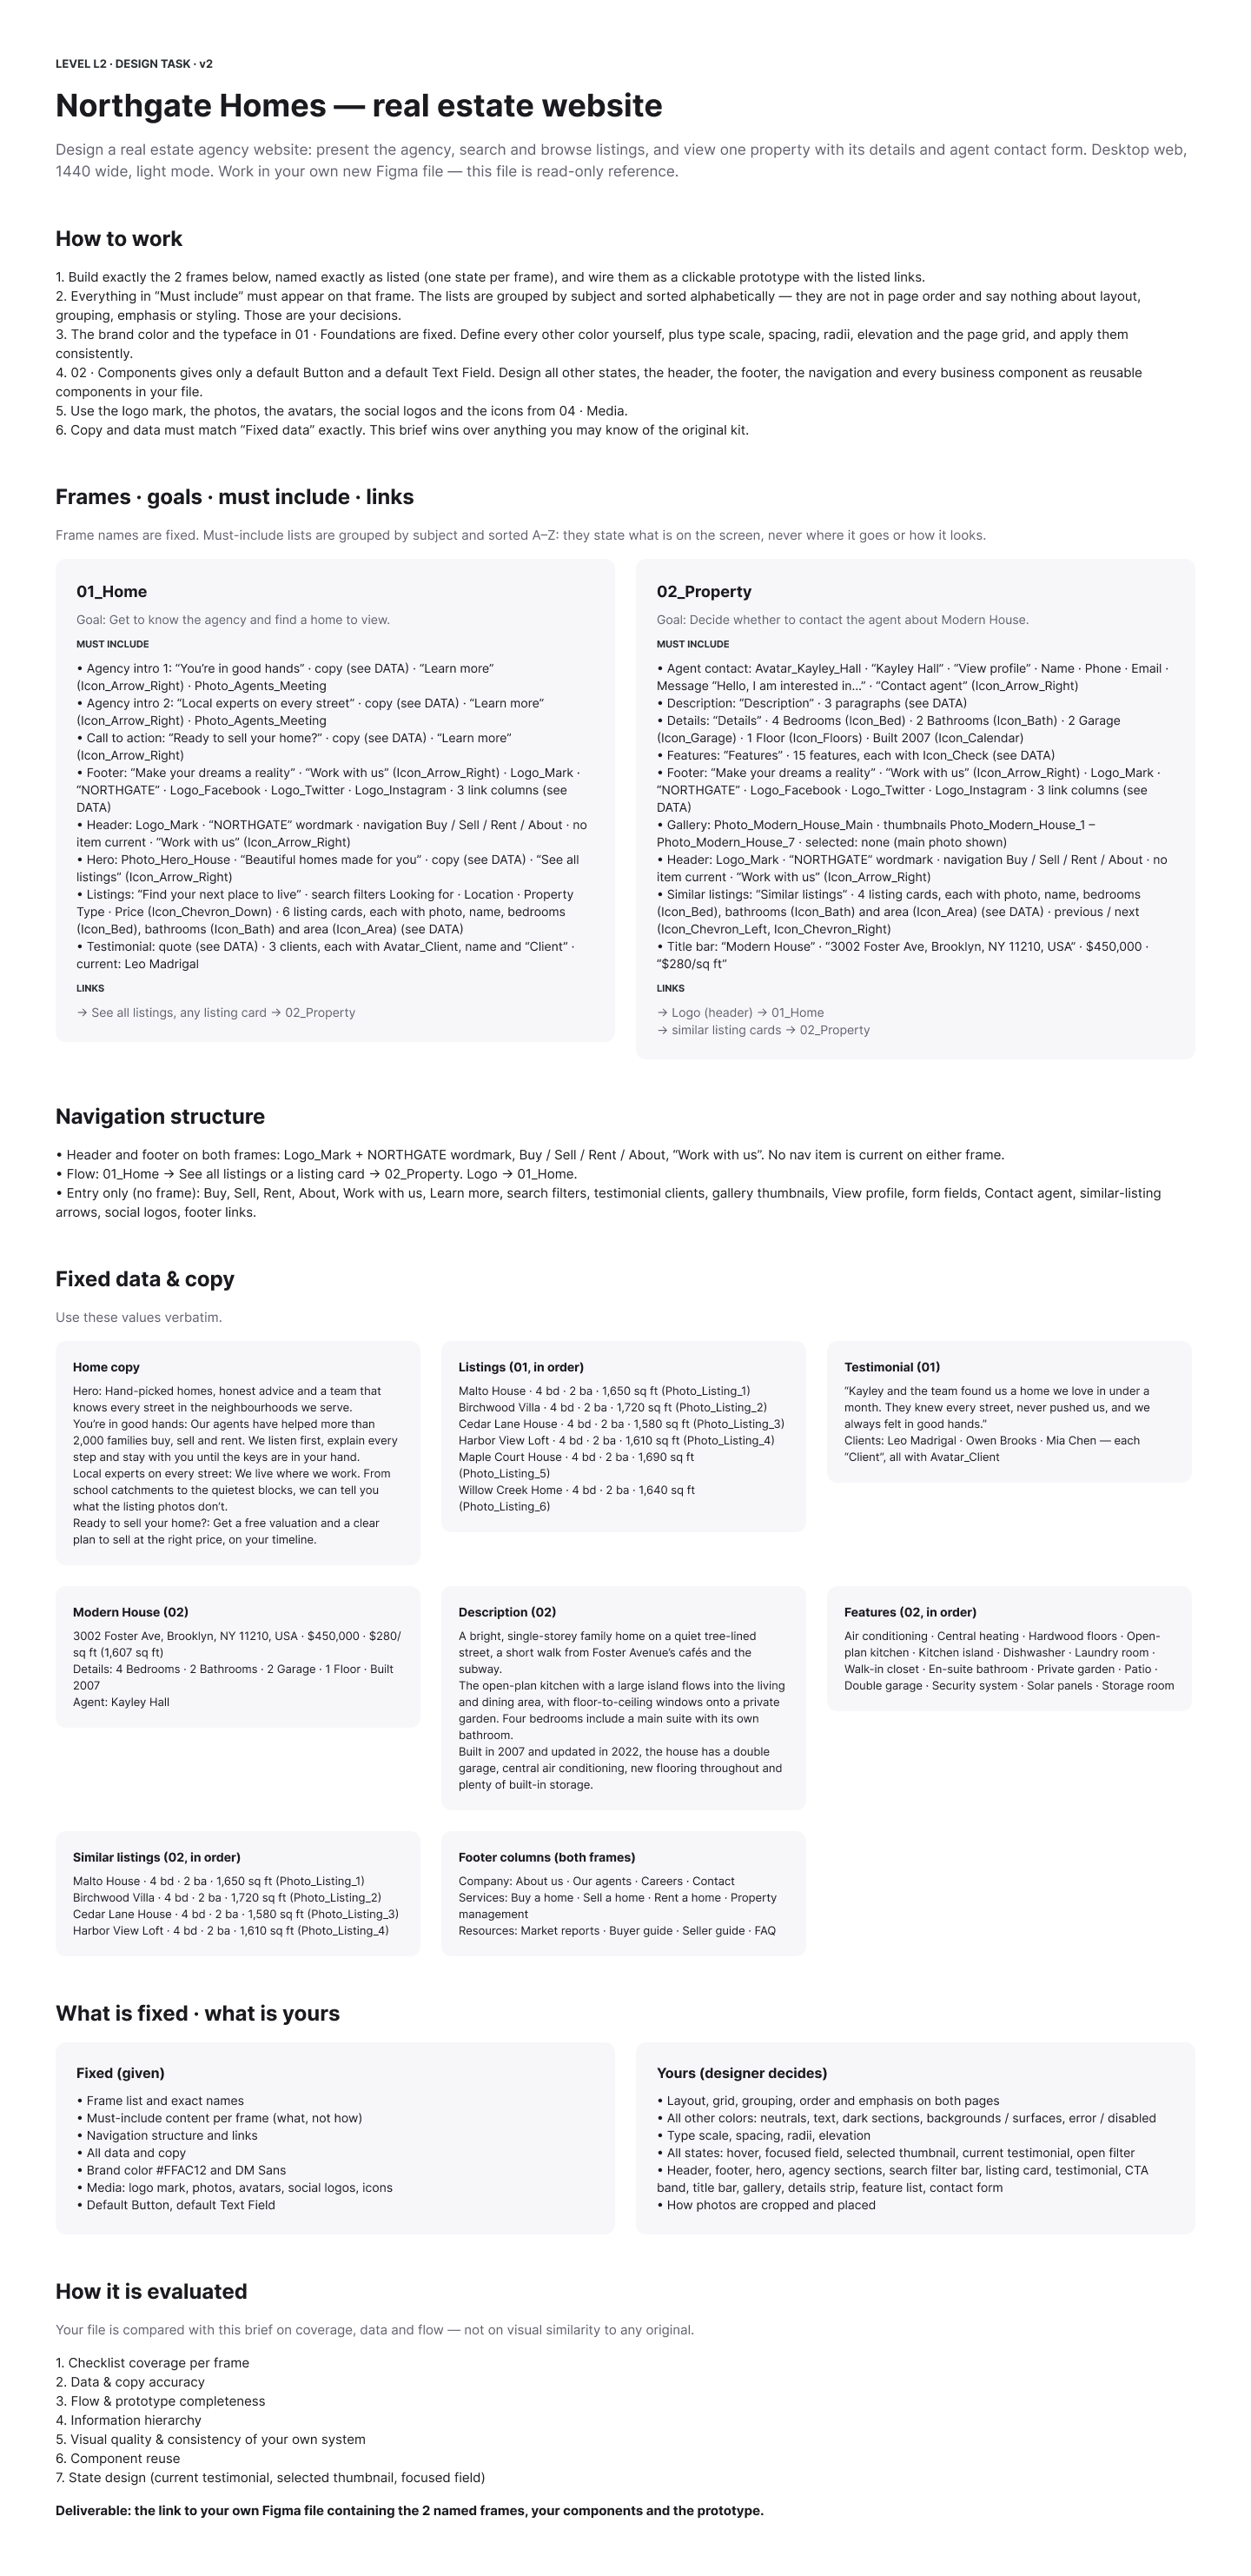 LEVEL L2 · DESIGN TASK · v2
Northgate Homes — real estate website
Design a real estate agency website: present the agency, search and browse listings, and view one property with its details and agent contact form. Desktop web,
1440 wide, light mode. Work in your own new Figma file — this file is read-only reference.
How to work
1. Build exactly the 2 frames below, named exactly as listed (one state per frame), and wire them as a clickable prototype with the listed links.
2. Everything in “Must include” must appear on that frame. The lists are grouped by subject and sorted alphabetically — they are not in page order and say nothing about layout,
grouping, emphasis or styling. Those are your decisions.
3. The brand color and the typeface in 01 · Foundations are fixed. Define every other color yourself, plus type scale, spacing, radii, elevation and the page grid, and apply them
consistently.
4. 02 · Components gives only a default Button and a default Text Field. Design all other states, the header, the footer, the navigation and every business component as reusable
components in your file.
5. Use the logo mark, the photos, the avatars, the social logos and the icons from 04 · Media.
6. Copy and data must match “Fixed data” exactly. This brief wins over anything you may know of the original kit.
Frames · goals · must include · links
Frame names are fixed. Must-include lists are grouped by subject and sorted A–Z: they state what is on the screen, never where it goes or how it looks.
01_Home
Goal: Get to know the agency and find a home to view.
MUST INCLUDE
• Agency intro 1: “You’re in good hands” · copy (see DATA) · “Learn more”
(Icon_Arrow_Right) · Photo_Agents_Meeting
• Agency intro 2: “Local experts on every street” · copy (see DATA) · “Learn more”
(Icon_Arrow_Right) · Photo_Agents_Meeting
• Call to action: “Ready to sell your home?” · copy (see DATA) · “Learn more”
(Icon_Arrow_Right)
• Footer: “Make your dreams a reality” · “Work with us” (Icon_Arrow_Right) · Logo_Mark ·
“NORTHGATE” · Logo_Facebook · Logo_Twitter · Logo_Instagram · 3 link columns (see
DATA)
• Header: Logo_Mark · “NORTHGATE” wordmark · navigation Buy / Sell / Rent / About · no
item current · “Work with us” (Icon_Arrow_Right)
• Hero: Photo_Hero_House · “Beautiful homes made for you” · copy (see DATA) · “See all
listings” (Icon_Arrow_Right)
• Listings: “Find your next place to live” · search filters Looking for · Location · Property
Type · Price (Icon_Chevron_Down) · 6 listing cards, each with photo, name, bedrooms
(Icon_Bed), bathrooms (Icon_Bath) and area (Icon_Area) (see DATA)
• Testimonial: quote (see DATA) · 3 clients, each with Avatar_Client, name and “Client” ·
current: Leo Madrigal
LINKS
→ See all listings, any listing card → 02_Property
02_Property
Goal: Decide whether to contact the agent about Modern House.
MUST INCLUDE
• Agent contact: Avatar_Kayley_Hall · “Kayley Hall” · “View profile” · Name · Phone · Email ·
Message “Hello, I am interested in…” · “Contact agent” (Icon_Arrow_Right)
• Description: “Description” · 3 paragraphs (see DATA)
• Details: “Details” · 4 Bedrooms (Icon_Bed) · 2 Bathrooms (Icon_Bath) · 2 Garage
(Icon_Garage) · 1 Floor (Icon_Floors) · Built 2007 (Icon_Calendar)
• Features: “Features” · 15 features, each with Icon_Check (see DATA)
• Footer: “Make your dreams a reality” · “Work with us” (Icon_Arrow_Right) · Logo_Mark ·
“NORTHGATE” · Logo_Facebook · Logo_Twitter · Logo_Instagram · 3 link columns (see
DATA)
• Gallery: Photo_Modern_House_Main · thumbnails Photo_Modern_House_1 –
Photo_Modern_House_7 · selected: none (main photo shown)
• Header: Logo_Mark · “NORTHGATE” wordmark · navigation Buy / Sell / Rent / About · no
item current · “Work with us” (Icon_Arrow_Right)
• Similar listings: “Similar listings” · 4 listing cards, each with photo, name, bedrooms
(Icon_Bed), bathrooms (Icon_Bath) and area (Icon_Area) (see DATA) · previous / next
(Icon_Chevron_Left, Icon_Chevron_Right)
• Title bar: “Modern House” · “3002 Foster Ave, Brooklyn, NY 11210, USA” · $450,000 ·
“$280/sq ft”
LINKS
→ Logo (header) → 01_Home
→ similar listing cards → 02_Property
Navigation structure
• Header and footer on both frames: Logo_Mark + NORTHGATE wordmark, Buy / Sell / Rent / About, “Work with us”. No nav item is current on either frame.
• Flow: 01_Home → See all listings or a listing card → 02_Property. Logo → 01_Home.
• Entry only (no frame): Buy, Sell, Rent, About, Work with us, Learn more, search filters, testimonial clients, gallery thumbnails, View profile, form fields, Contact agent, similar-listing
arrows, social logos, footer links.
Fixed data & copy
Use these values verbatim.
Home copy
Hero: Hand-picked homes, honest advice and a team that
knows every street in the neighbourhoods we serve.
You’re in good hands: Our agents have helped more than
2,000 families buy, sell and rent. We listen first, explain every
step and stay with you until the keys are in your hand.
Local experts on every street: We live where we work. From
school catchments to the quietest blocks, we can tell you
what the listing photos don’t.
Ready to sell your home?: Get a free valuation and a clear
plan to sell at the right price, on your timeline.
Listings (01, in order)
Malto House · 4 bd · 2 ba · 1,650 sq ft (Photo_Listing_1)
Birchwood Villa · 4 bd · 2 ba · 1,720 sq ft (Photo_Listing_2)
Cedar Lane House · 4 bd · 2 ba · 1,580 sq ft (Photo_Listing_3)
Harbor View Loft · 4 bd · 2 ba · 1,610 sq ft (Photo_Listing_4)
Maple Court House · 4 bd · 2 ba · 1,690 sq ft
(Photo_Listing_5)
Willow Creek Home · 4 bd · 2 ba · 1,640 sq ft
(Photo_Listing_6)
Testimonial (01)
“Kayley and the team found us a home we love in under a
month. They knew every street, never pushed us, and we
always felt in good hands.”
Clients: Leo Madrigal · Owen Brooks · Mia Chen — each
“Client”, all with Avatar_Client
Modern House (02)
3002 Foster Ave, Brooklyn, NY 11210, USA · $450,000 · $280/
sq ft (1,607 sq ft)
Details: 4 Bedrooms · 2 Bathrooms · 2 Garage · 1 Floor · Built
2007
Agent: Kayley Hall
Description (02)
A bright, single-storey family home on a quiet tree-lined
street, a short walk from Foster Avenue’s cafés and the
subway.
The open-plan kitchen with a large island flows into the living
and dining area, with floor-to-ceiling windows onto a private
garden. Four bedrooms include a main suite with its own
bathroom.
Built in 2007 and updated in 2022, the house has a double
garage, central air conditioning, new flooring throughout and
plenty of built-in storage.
Features (02, in order)
Air conditioning · Central heating · Hardwood floors · Open-
plan kitchen · Kitchen island · Dishwasher · Laundry room ·
Walk-in closet · En-suite bathroom · Private garden · Patio ·
Double garage · Security system · Solar panels · Storage room
Similar listings (02, in order)
Malto House · 4 bd · 2 ba · 1,650 sq ft (Photo_Listing_1)
Birchwood Villa · 4 bd · 2 ba · 1,720 sq ft (Photo_Listing_2)
Cedar Lane House · 4 bd · 2 ba · 1,580 sq ft (Photo_Listing_3)
Harbor View Loft · 4 bd · 2 ba · 1,610 sq ft (Photo_Listing_4)
Footer columns (both frames)
Company: About us · Our agents · Careers · Contact
Services: Buy a home · Sell a home · Rent a home · Property
management
Resources: Market reports · Buyer guide · Seller guide · FAQ
What is fixed · what is yours
Fixed (given)
• Frame list and exact names
• Must-include content per frame (what, not how)
• Navigation structure and links
• All data and copy
• Brand color #FFAC12 and DM Sans
• Media: logo mark, photos, avatars, social logos, icons
• Default Button, default Text Field
Yours (designer decides)
• Layout, grid, grouping, order and emphasis on both pages
• All other colors: neutrals, text, dark sections, backgrounds / surfaces, error / disabled
• Type scale, spacing, radii, elevation
• All states: hover, focused field, selected thumbnail, current testimonial, open filter
• Header, footer, hero, agency sections, search filter bar, listing card, testimonial, CTA
band, title bar, gallery, details strip, feature list, contact form
• How photos are cropped and placed
How it is evaluated
Your file is compared with this brief on coverage, data and flow — not on visual similarity to any original.
1. Checklist coverage per frame
2. Data & copy accuracy
3. Flow & prototype completeness
4. Information hierarchy
5. Visual quality & consistency of your own system
6. Component reuse
7. State design (current testimonial, selected thumbnail, focused field)
Deliverable: the link to your own Figma file containing the 2 named frames, your components and the prototype.